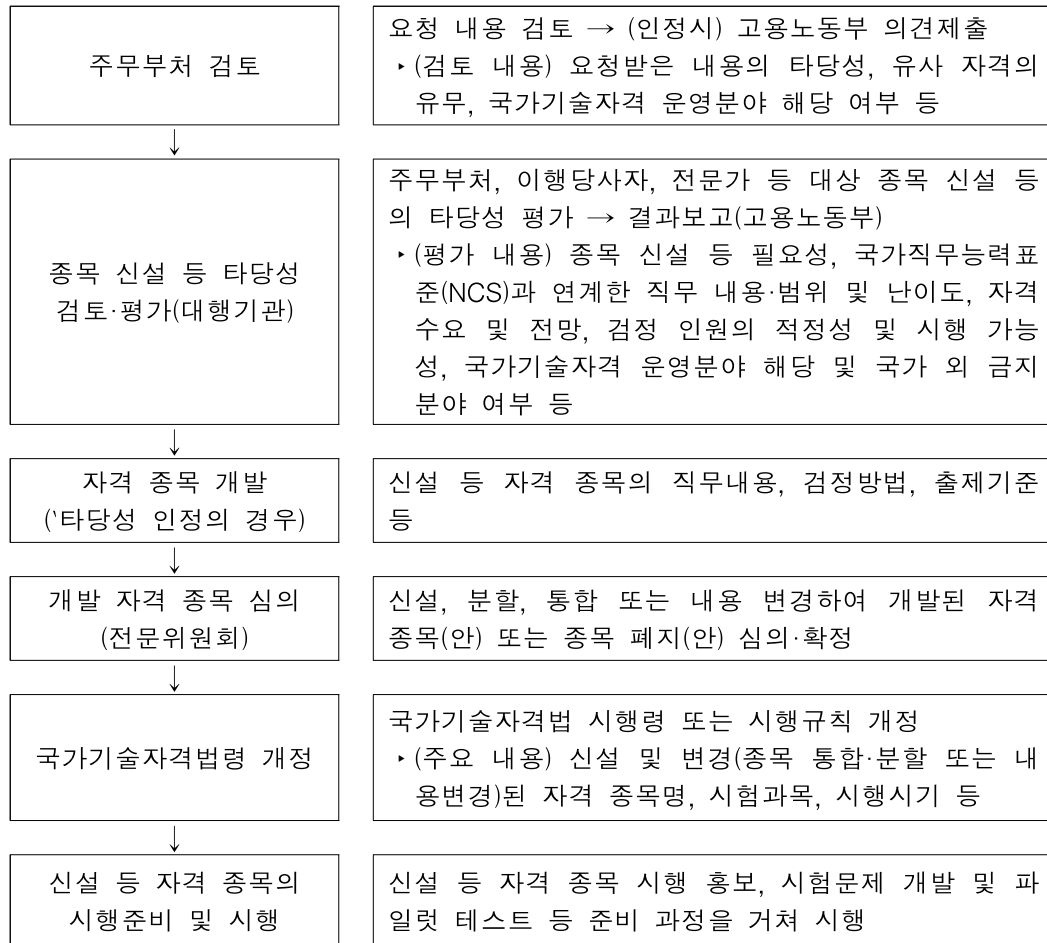 주무부처 검토
요청 내용 검토 → (인정시) 고용노동부 의견제출
‣(검토 내용) 요청받은 내용의 타당성, 유사 자격의
유무, 국가기술자격 운영분야 해당 여부 등
↓
종목 신설 등 타당성
검토·평가(대행기관)
주무부처, 이행당사자, 전문가 등 대상 종목 신설 등
의 타당성 평가 → 결과보고(고용노동부)
‣(평가 내용) 종목 신설 등 필요성, 국가직무능력표
준(NCS)과 연계한 직무 내용·범위 및 난이도, 자격
수요 및 전망, 검정 인원의 적정성 및 시행 가능
성, 국가기술자격 운영분야 해당 및 국가 외 금지
분야 여부 등
↓
자격 종목 개발
(‵타당성 인정의 경우)
신설 등 자격 종목의 직무내용, 검정방법, 출제기준
등
↓
개발 자격 종목 심의
(전문위원회)
신설, 분할, 통합 또는 내용 변경하여 개발된 자격
종목(안) 또는 종목 폐지(안) 심의·확정
↓
국가기술자격법령 개정
국가기술자격법 시행령 또는 시행규칙 개정
‣(주요 내용) 신설 및 변경(종목 통합·분할 또는 내
용변경)된 자격 종목명, 시험과목, 시행시기 등
↓
신설 등 자격 종목의
시행준비 및 시행
신설 등 자격 종목 시행 홍보, 시험문제 개발 및 파
일럿 테스트 등 준비 과정을 거쳐 시행